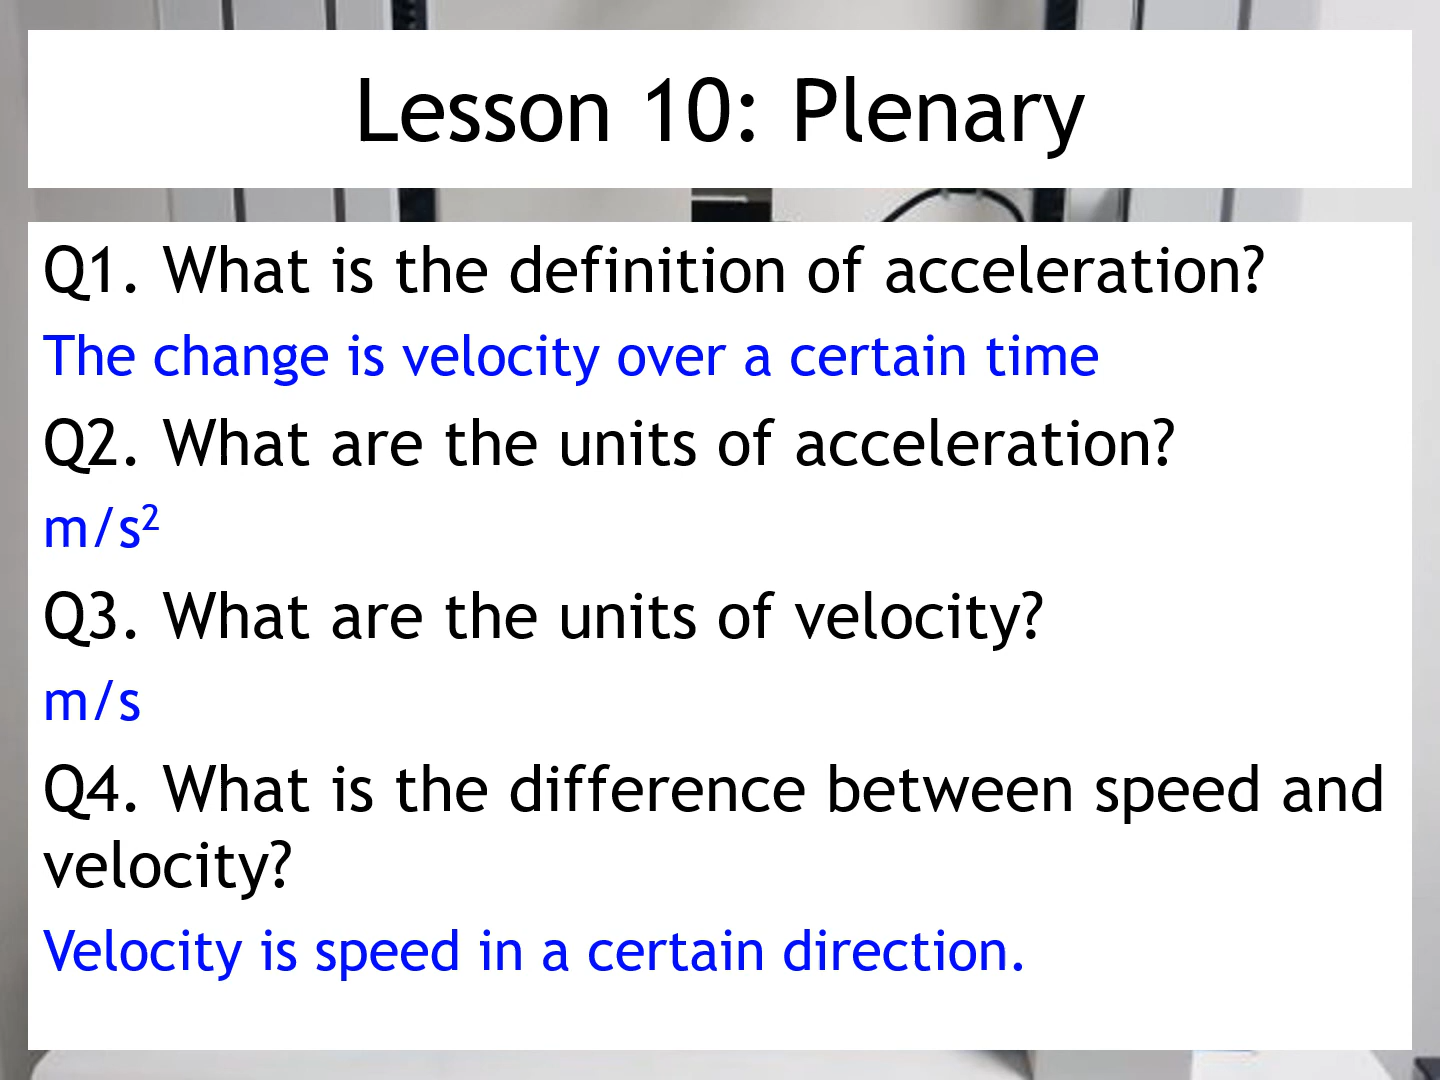 Lesson 10: Plenary
Q1. What is the definition of acceleration?
The change is velocity over a certain time
Q2. What are the units of acceleration?
m/s²
Q3. What are the units of velocity?
m/s
Q4. What is the difference between speed and
velocity?
Velocity is speed in a certain direction.